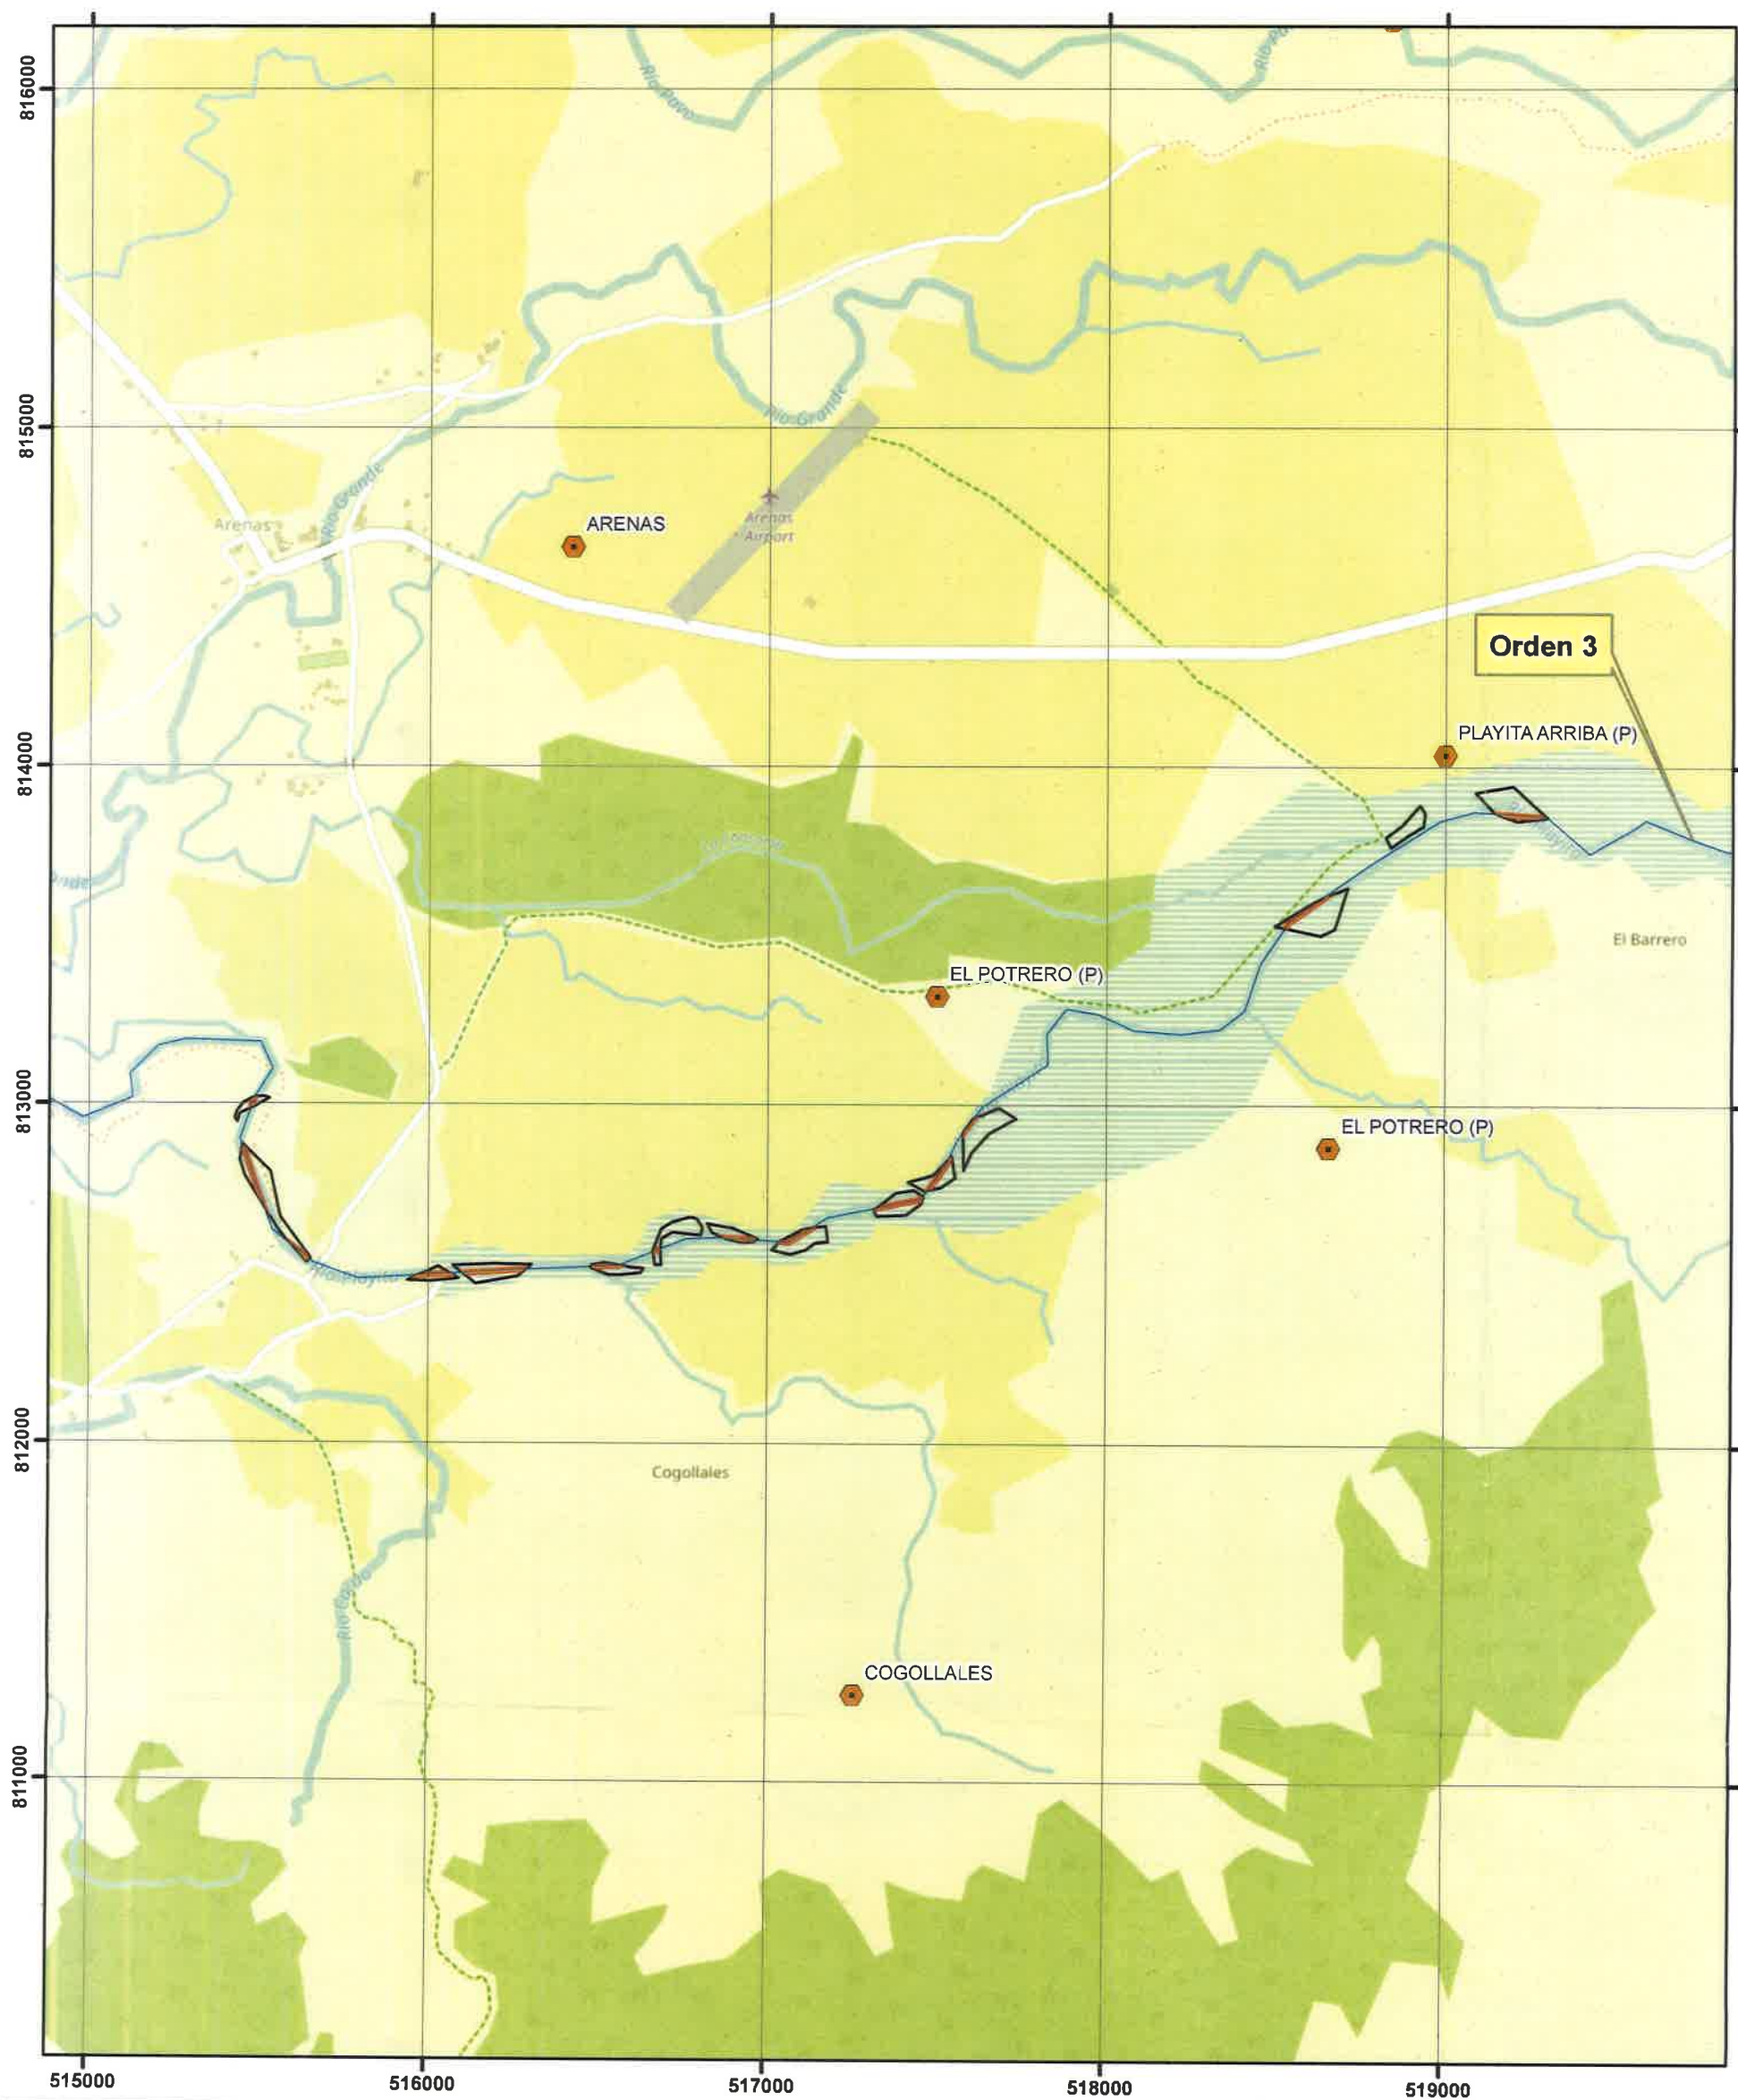 Río Pavo
816000
815000
Río Grande
Arenas
Río Grande
ARENAS
Arenas
Airport
Orden 3
PLAYITA ARRIBA (P)
814000
El Barrero
EL POTRERO (P)
813000
EL POTRERO (P)
Río Playita
812000
Cogollales
COGOLLALES
811000
515000
516000
517000
518000
519000